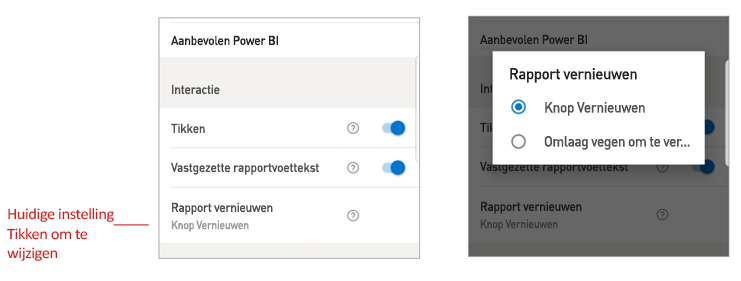 Aanbevolen Power BI
Interactie
Tikken
Vastgezette rapportvoettekst
Rapport vernieuwen
Knop Vernieuwen
Huidige instelling
Tikken om te
wijzigen
Aanbevolen Power BI
Rapport vernieuwen
Knop Vernieuwen
Omlaag vegen om te ver...
Int
Tik
Vastgezette rapportvoettekst
Rapport vernieuwen
Knop Vernieuwen